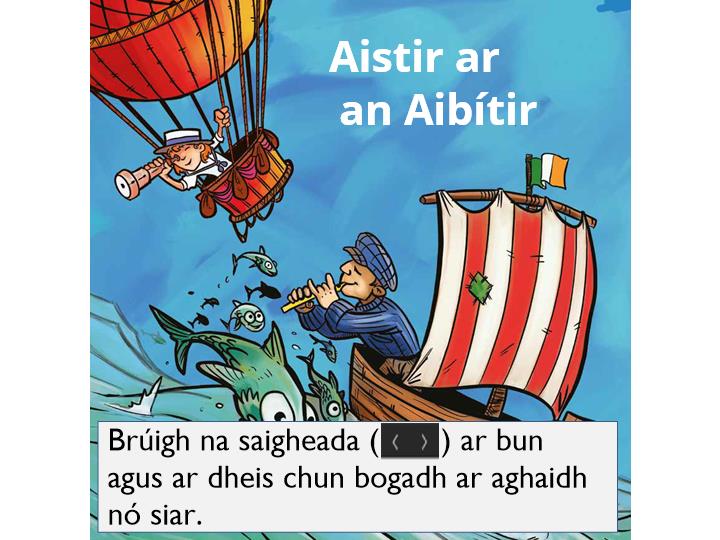 Aistir ar
an Aibítir
Brúigh na saigheada ( ‹ › ) ar bun
agus ar dheis chun bogadh ar aghaidh
nó siar.